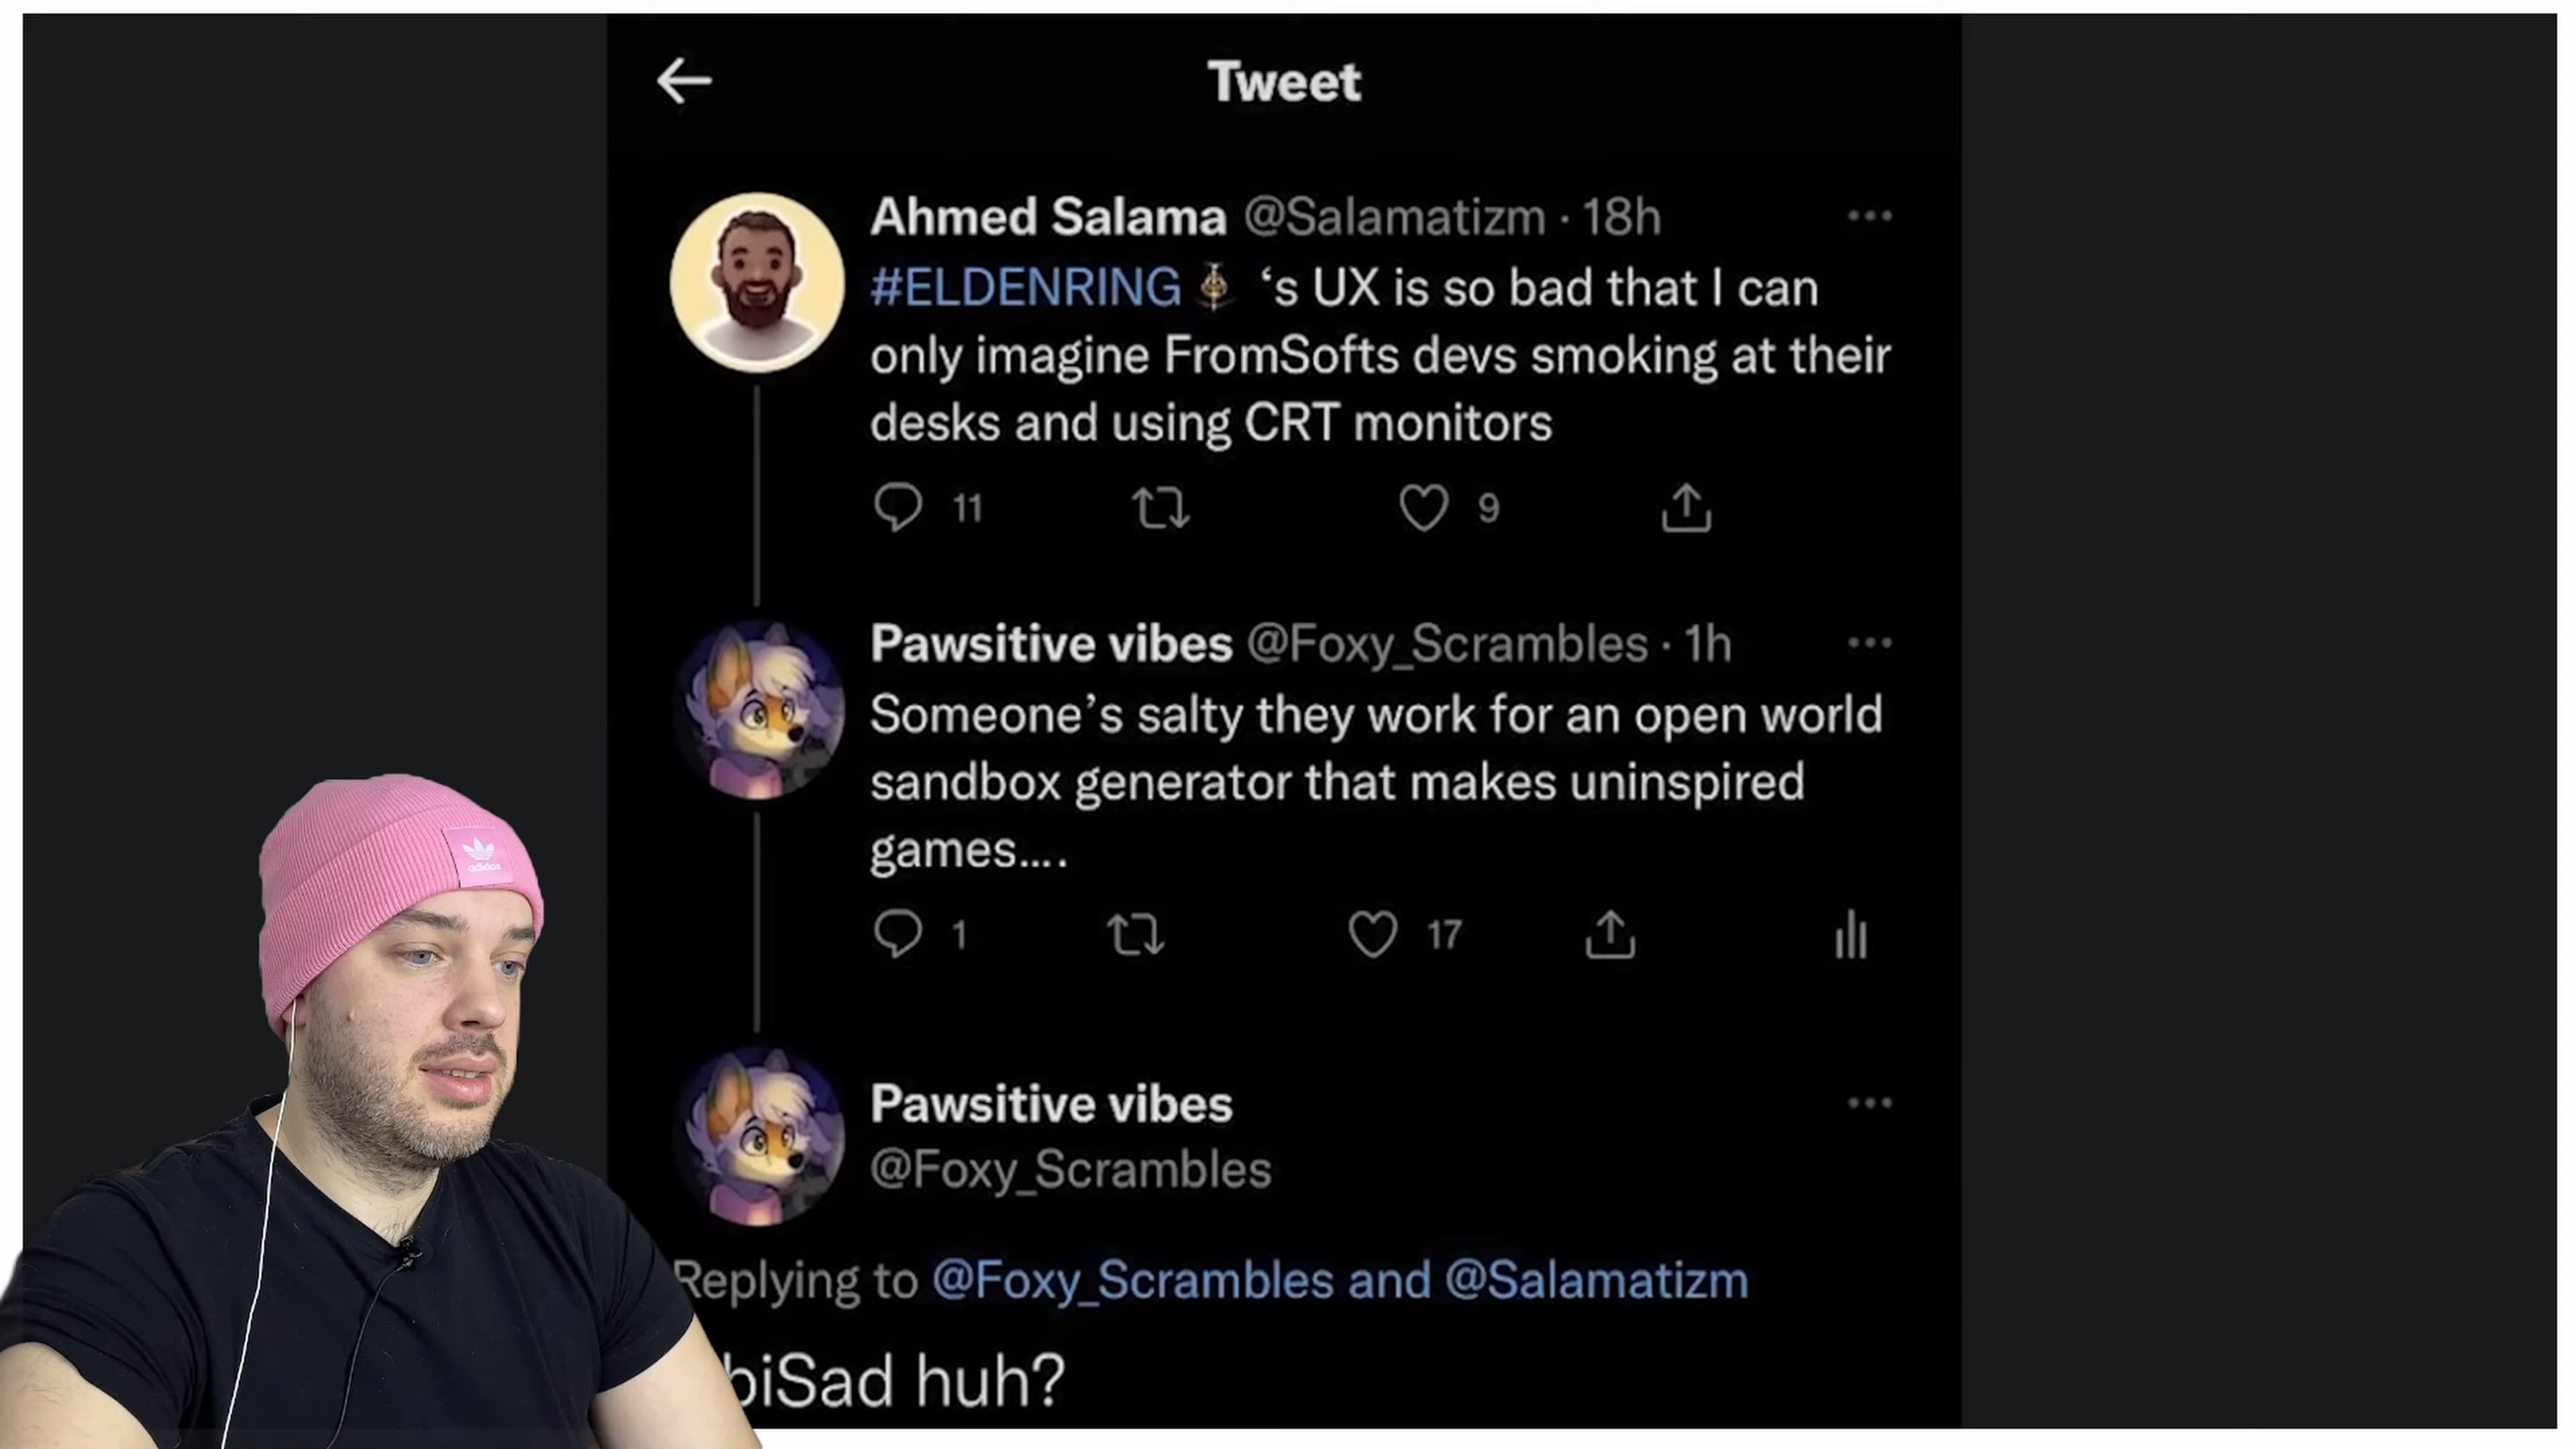 Tweet
Ahmed Salama @Salamatizm · 18h
#ELDENRING 's UX is so bad that I can
only imagine FromSofts devs smoking at their
desks and using CRT monitors
11 9
Pawsitive vibes @Foxy_Scrambles · 1h
Someone’s salty they work for an open world
sandbox generator that makes uninspired
games....
1 17
Pawsitive vibes
@Foxy_Scrambles
Replying to @Foxy_Scrambles and @Salamatizm
biSad huh?
adidas